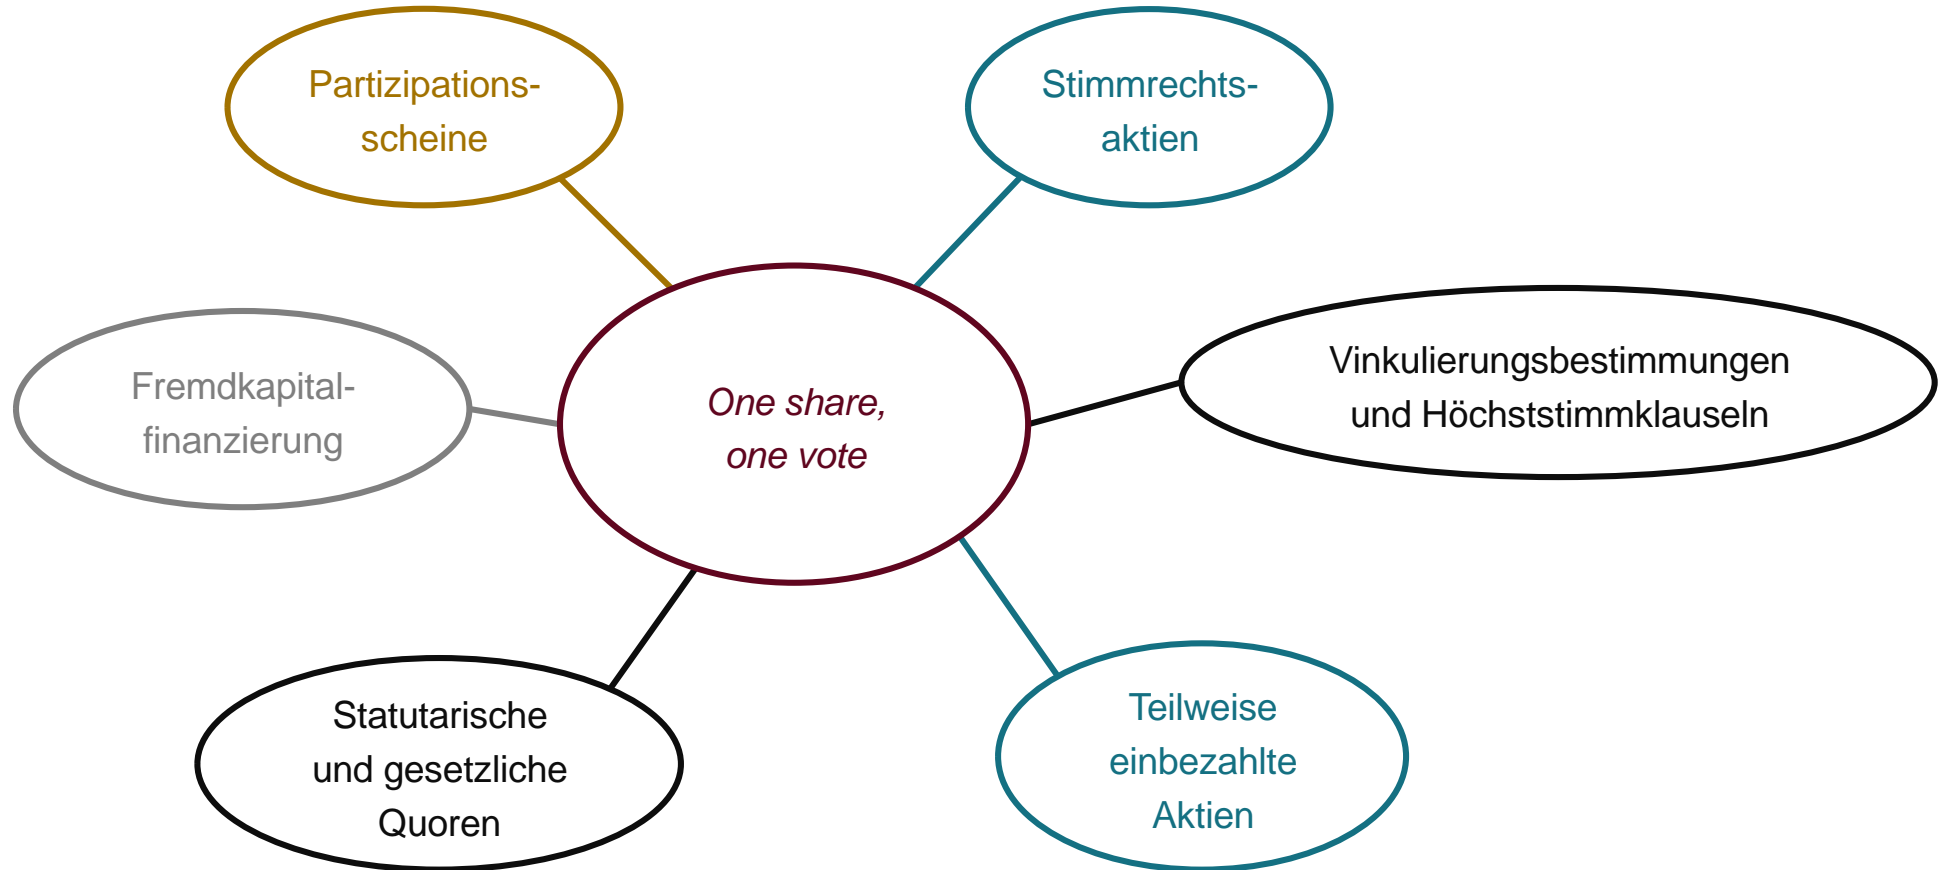 Partizipations-
scheine
Stimmrechts-
aktien
Fremdkapital-
finanzierung
One share,
one vote
Vinkulierungsbestimmungen
und Höchststimmklauseln
Statutarische
und gesetzliche
Quoren
Teilweise
einbezahlte
Aktien